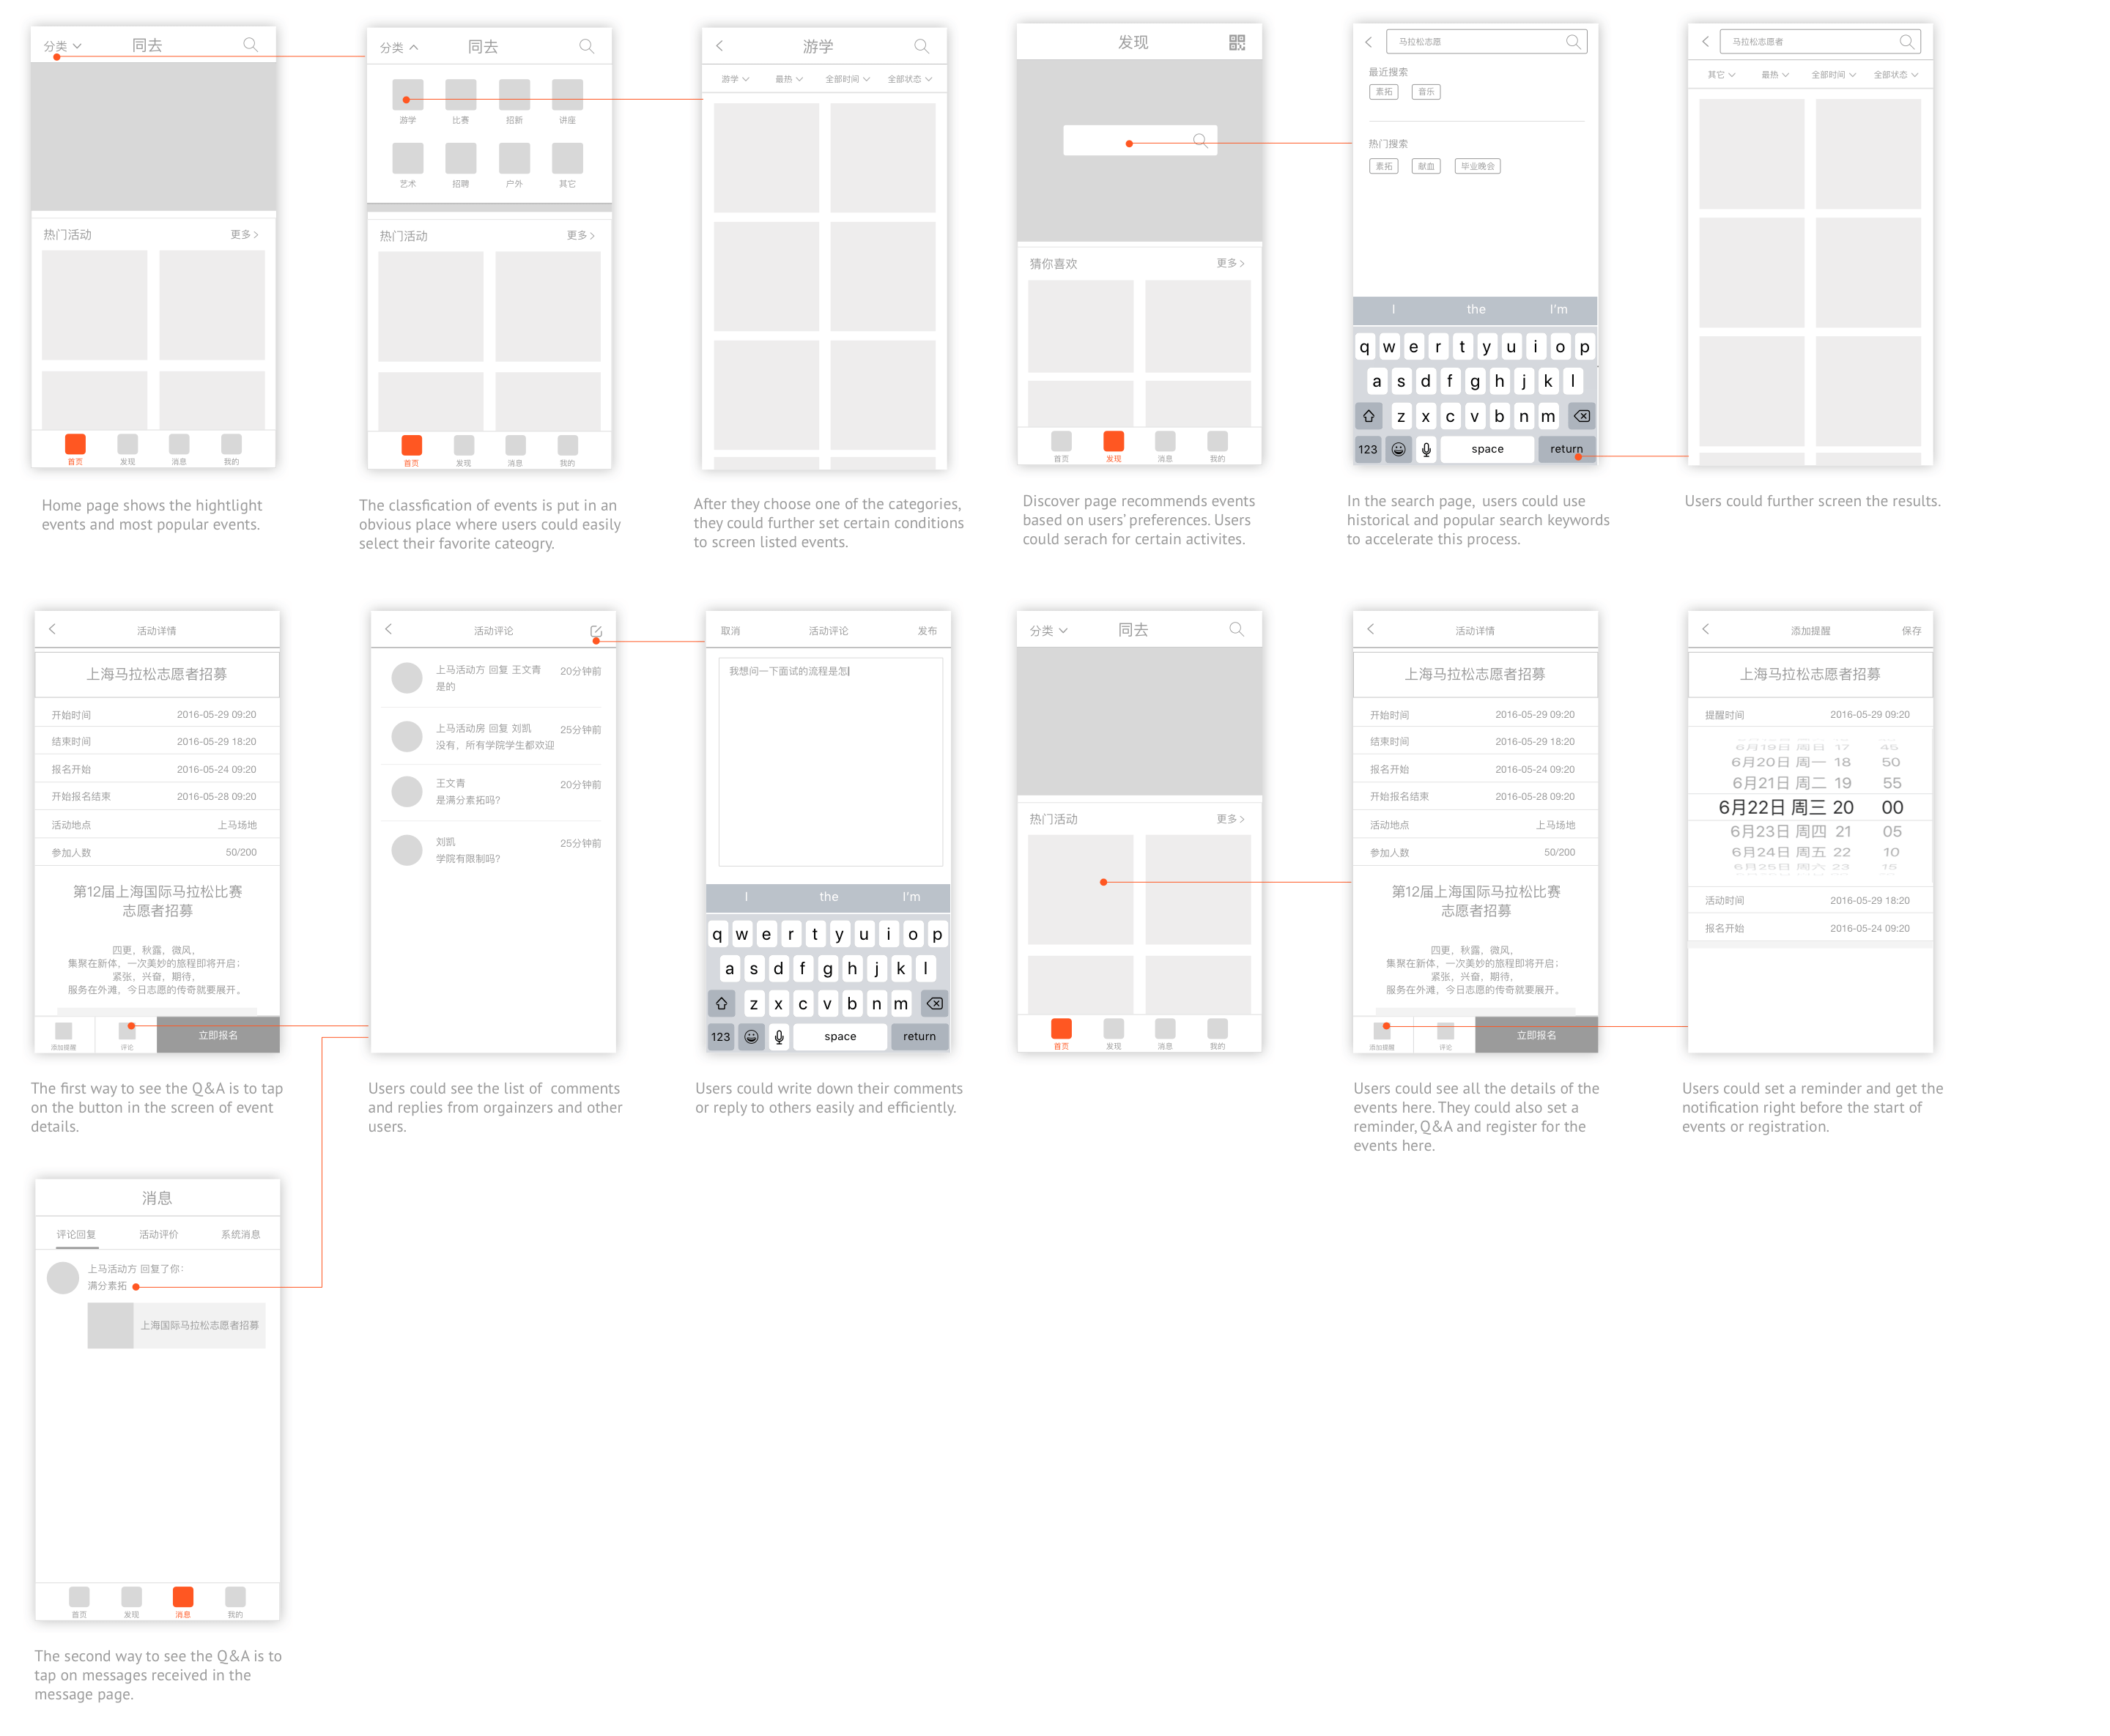 分类
同去
热门活动
更多
首页
发现
消息
我的
Home page shows the hightlight
events and most popular events.
分类
同去
游学
比赛
招新
讲座
艺术
招聘
户外
其它
热门活动
更多
首页
发现
消息
我的
The classfication of events is put in an
obvious place where users could easily
select their favorite cateogry.
游学
游学
最热
全部时间
全部状态
After they choose one of the categories,
they could further set certain conditions
to screen listed events.
发现
猜你喜欢
更多
首页
发现
消息
我的
Discover page recommends events
based on users’ preferences. Users
could serach for certain activites.
马拉松志愿
最近搜索
素拓
音乐
热门搜索
素拓
献血
毕业晚会
I the I'm
q w e r t y u i o p
a s d f g h j k l
z x c v b n m
123 space return
In the search page, users could use
historical and popular search keywords
to accelerate this process.
马拉松志愿者
其它
最热
全部时间
全部状态
Users could further screen the results.
活动详情
上海马拉松志愿者招募
开始时间 2016-05-29 09:20
结束时间 2016-05-29 18:20
报名开始 2016-05-24 09:20
开始报名结束 2016-05-28 09:20
活动地点 上马场地
参加人数 50/200
第12届上海国际马拉松比赛
志愿者招募
四更，秋露，微风，
集聚在新体，一次美妙的旅程即将开启；
紧张，兴奋，期待，
服务在外滩，今日志愿的传奇就要展开。
添加提醒
评论
立即报名
The first way to see the Q&A is to tap
on the button in the screen of event
details.
活动评论
上马活动方 回复 王文青 20分钟前
是的
上马活动房 回复 刘凯 25分钟前
没有，所有学院学生都欢迎
王文青 20分钟前
是满分素拓吗?
刘凯 25分钟前
学院有限制吗?
Users could see the list of comments
and replies from orgainzers and other
users.
取消
活动评论
发布
我想问一下面试的流程是怎
I the I'm
q w e r t y u i o p
a s d f g h j k l
z x c v b n m
123 space return
Users could write down their comments
or reply to others easily and efficiently.
分类
同去
热门活动
更多
首页
发现
消息
我的
活动详情
上海马拉松志愿者招募
开始时间 2016-05-29 09:20
结束时间 2016-05-29 18:20
报名开始 2016-05-24 09:20
开始报名结束 2016-05-28 09:20
活动地点 上马场地
参加人数 50/200
第12届上海国际马拉松比赛
志愿者招募
四更，秋露，微风，
集聚在新体，一次美妙的旅程即将开启；
紧张，兴奋，期待，
服务在外滩，今日志愿的传奇就要展开。
添加提醒
评论
立即报名
Users could see all the details of the
events here. They could also set a
reminder, Q&A and register for the
events here.
添加提醒
保存
上海马拉松志愿者招募
提醒时间 2016-05-29 09:20
6月19日 周日 17 45
6月20日 周一 18 50
6月21日 周二 19 55
6月22日 周三 20 00
6月23日 周四 21 05
6月24日 周五 22 10
6月25日 周六 23 15
活动时间 2016-05-29 18:20
报名开始 2016-05-24 09:20
Users could set a reminder and get the
notification right before the start of
events or registration.
消息
评论回复
活动评价
系统消息
上马活动方 回复了你：
满分素拓
上海国际马拉松志愿者招募
首页
发现
消息
我的
The second way to see the Q&A is to
tap on messages received in the
message page.